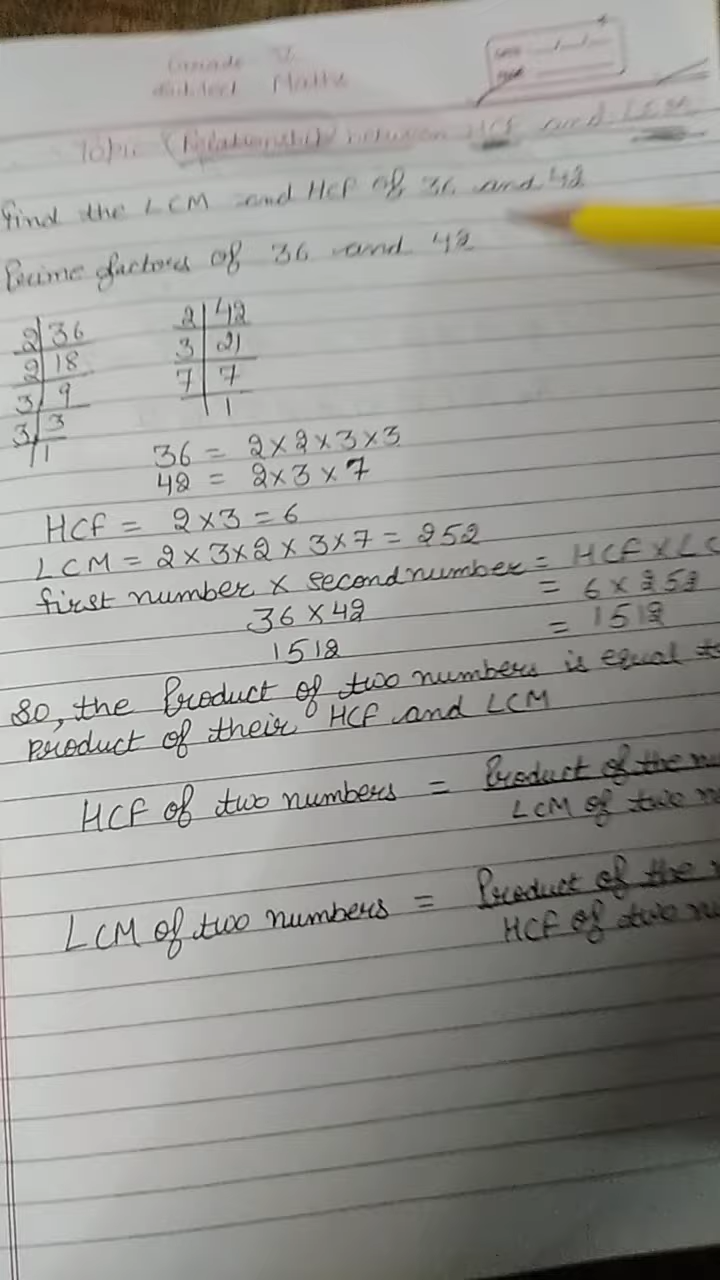 Grade V
Subject Maths
Topic (Relationship) between HCF and LCM
find the LCM and HCF of 36 and 42
Prime factors of 36 and 42
2 36 2 42
2 18 3 21
3 9 7 7
3 3 1
1
36 = 2×2×3×3
42 = 2×3×7
HCF = 2×3=6
LCM = 2×3×2×3×7= 252
first number × second number = HCF × LC
36×42 = 6 × 252
1512 = 1512
So, the Product of two numbers is equal to
product of their HCF and LCM
HCF of two numbers = Product of the
LCM of two
LCM of two numbers = Product of the
HCF of two